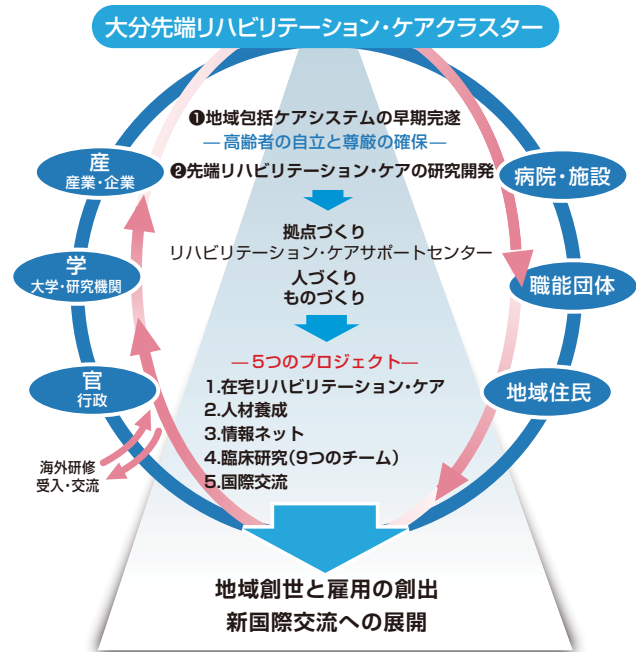 大分先端リハビリテーション・ケアクラスター
❶地域包括ケアシステムの早期完遂
―高齢者の自立と尊厳の確保―
❷先端リハビリテーション・ケアの研究開発
産
産業・企業
学
大学・研究機関
官
行政
海外研修
受入・交流
病院・施設
職能団体
地域住民
拠点づくり
リハビリテーション・ケアサポートセンター
人づくり
ものづくり
―5つのプロジェクト―
1.在宅リハビリテーション・ケア
2.人材養成
3.情報ネット
4.臨床研究(9つのチーム)
5.国際交流
地域創世と雇用の創出
新国際交流への展開